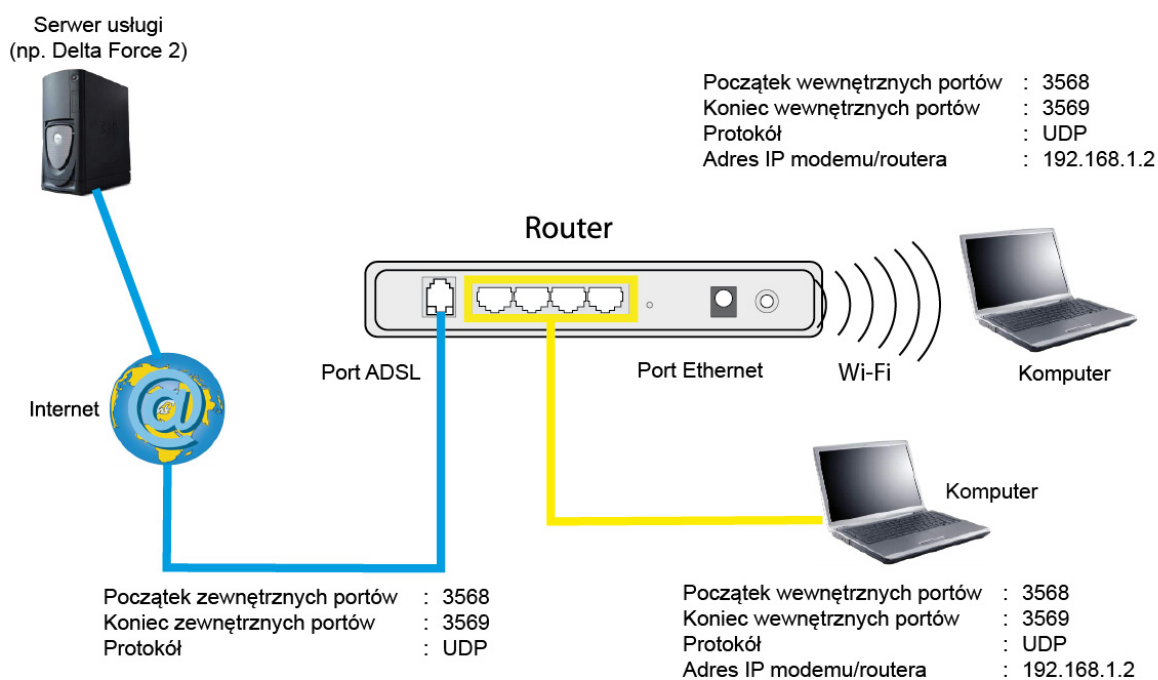 Serwer usługi
(np. Delta Force 2)
Początek wewnętrznych portów : 3568
Koniec wewnętrznych portów : 3569
Protokół : UDP
Adres IP modemu/routera : 192.168.1.2
Router
Port ADSL
Port Ethernet
Wi-Fi
Komputer
Internet
@
Komputer
Początek zewnętrznych portów : 3568
Koniec zewnętrznych portów : 3569
Protokół : UDP
Początek wewnętrznych portów : 3568
Koniec wewnętrznych portów : 3569
Protokół : UDP
Adres IP modemu/routera : 192.168.1.2